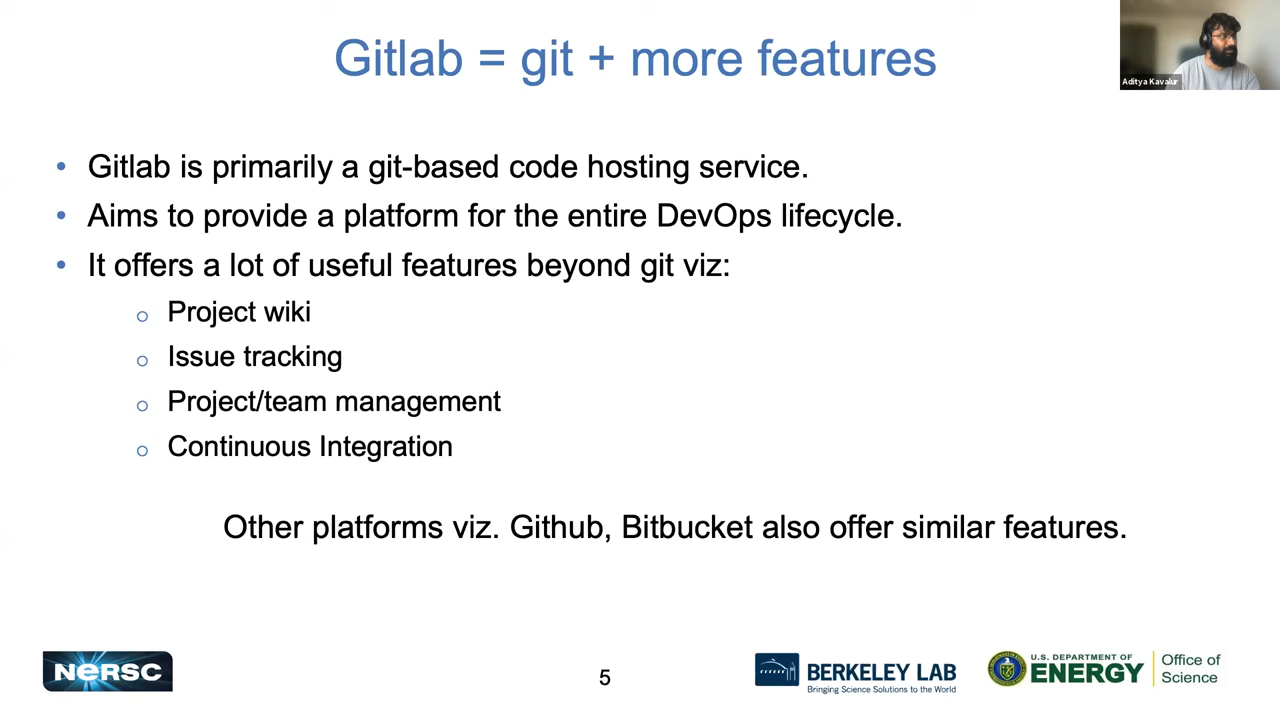 Gitlab = git + more features
Aditya Kavalur
• Gitlab is primarily a git-based code hosting service.
• Aims to provide a platform for the entire DevOps lifecycle.
• It offers a lot of useful features beyond git viz:
○ Project wiki
○ Issue tracking
○ Project/team management
○ Continuous Integration
Other platforms viz. Github, Bitbucket also offer similar features.
NERSC
5
BERKELEY LAB
Bringing Science Solutions to the World
U.S. DEPARTMENT OF
ENERGY
Office of
Science